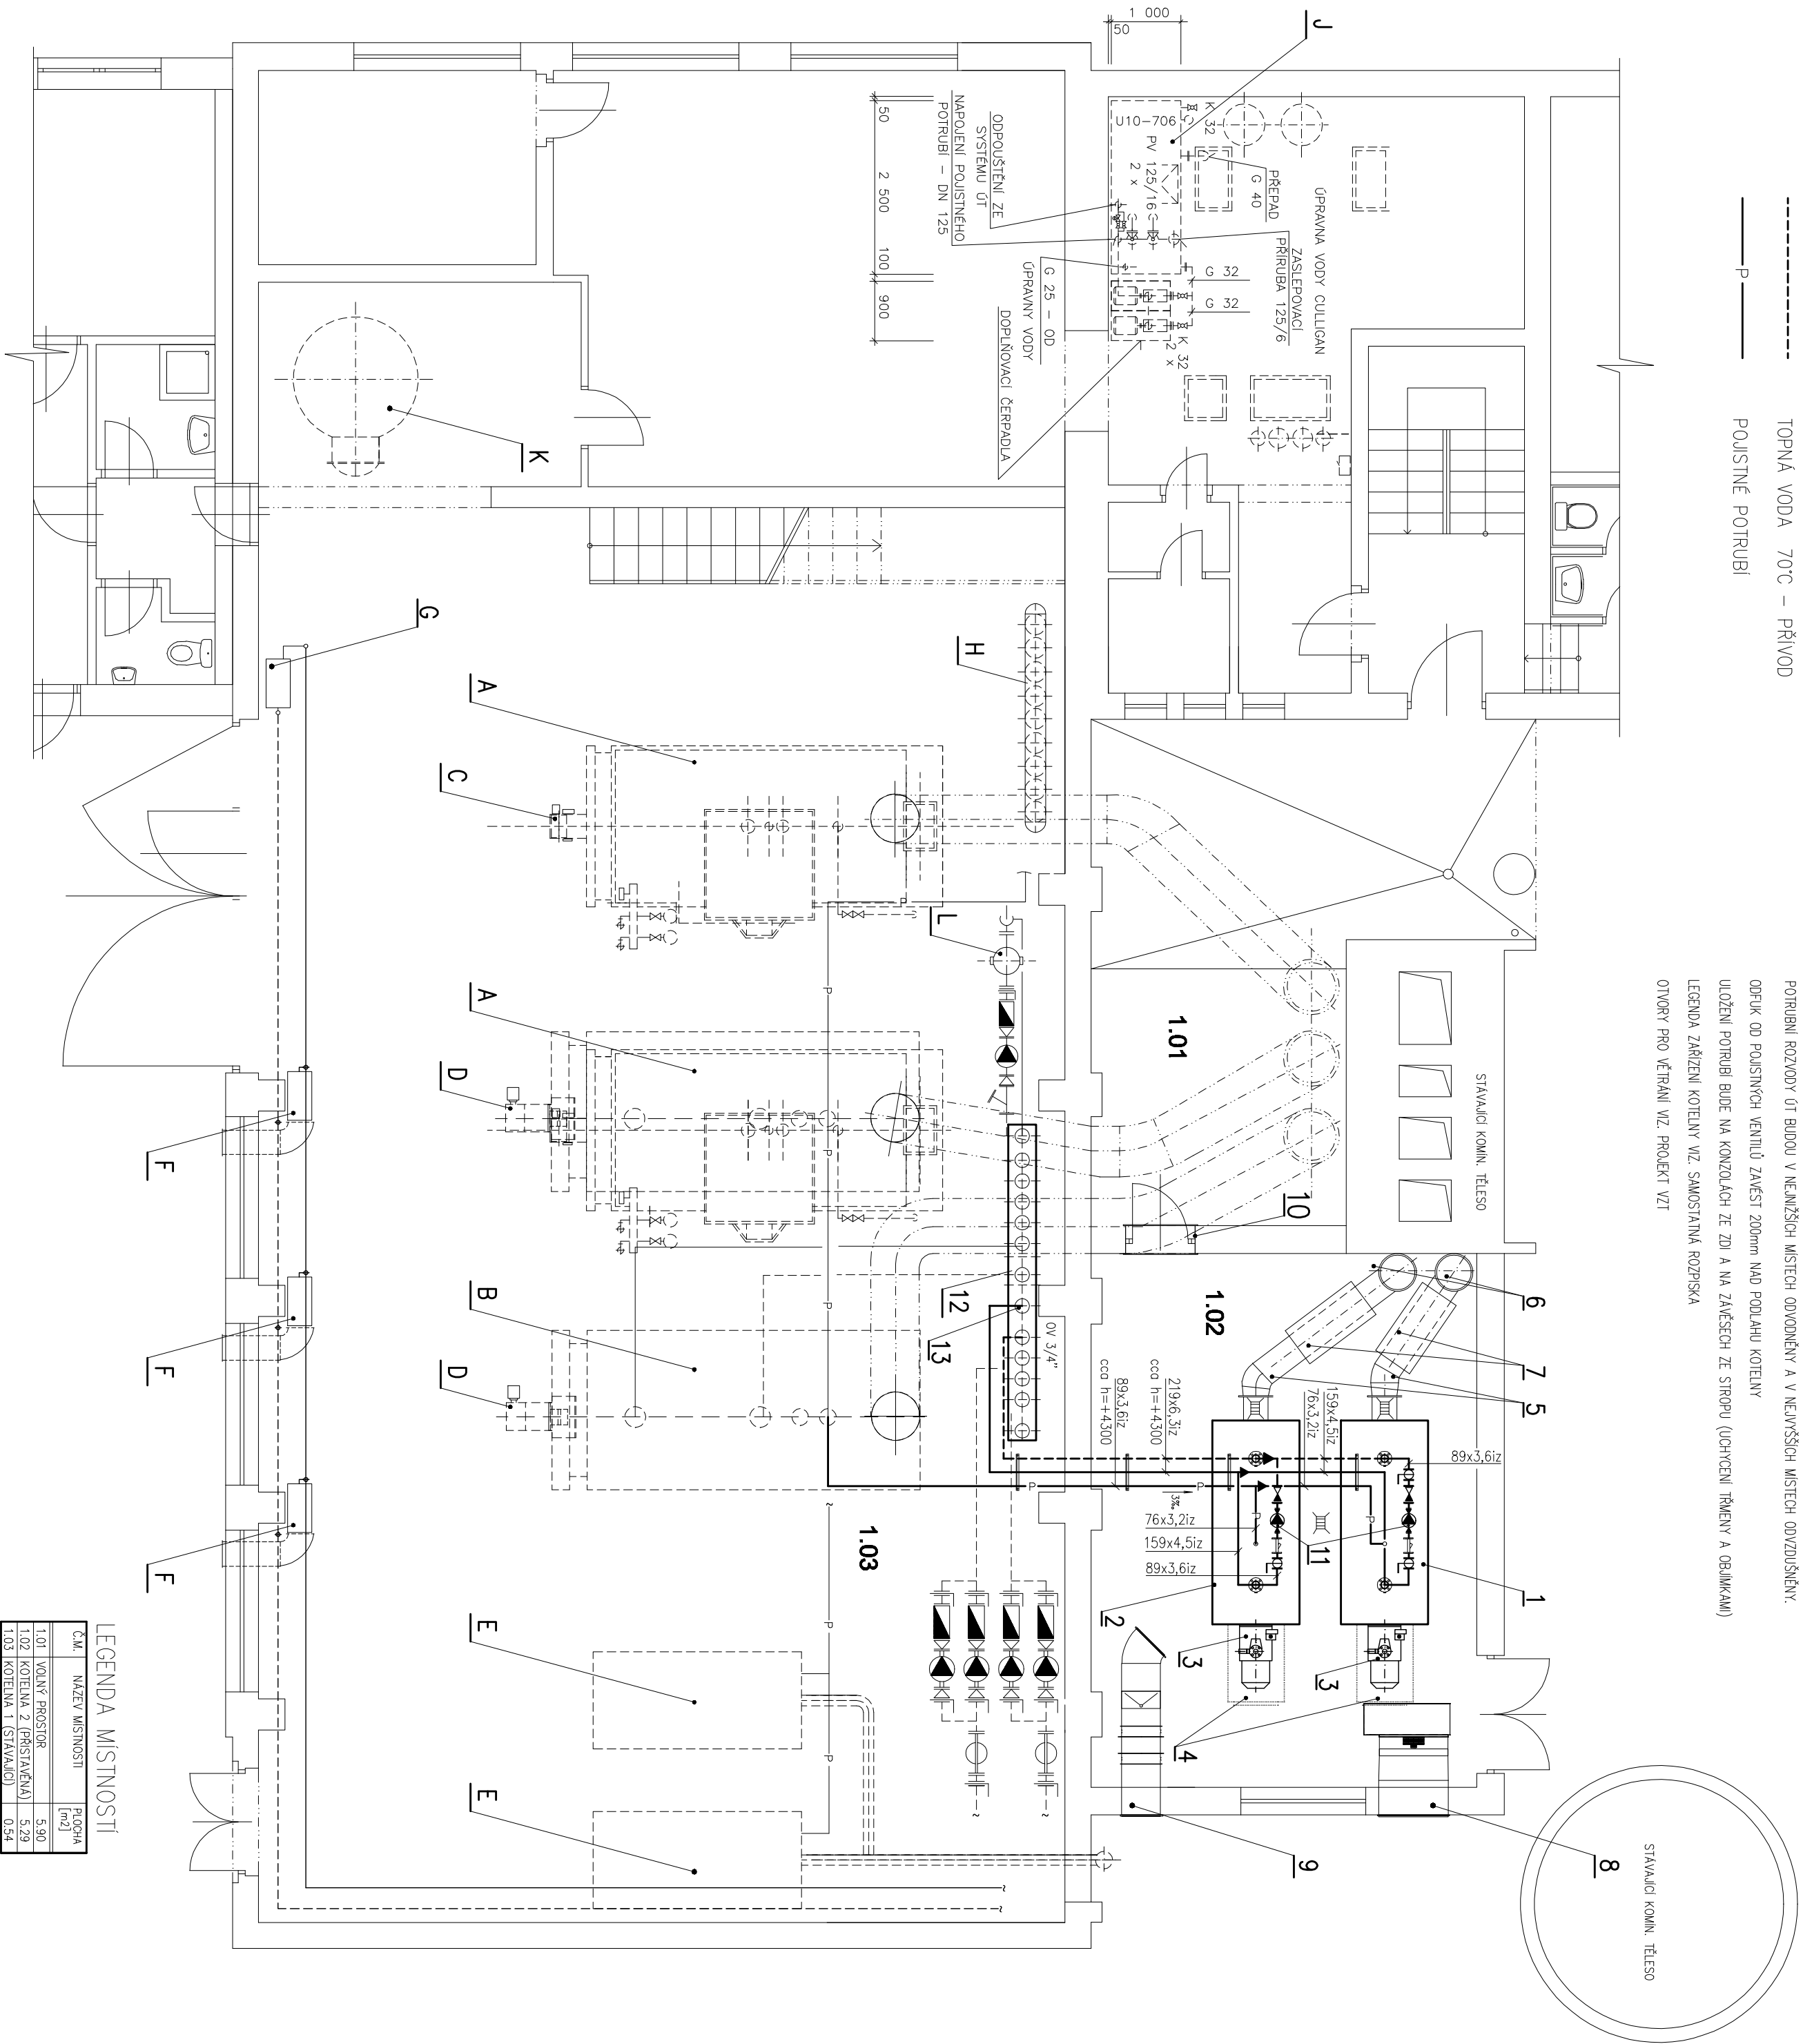 TOPNÁ VODA 70°C – PŘÍVOD
P
POJISTNÉ POTRUBÍ
POTRUBNÍ ROZVODY ÚT BUDOU V NEJNIŽŠÍCH MÍSTECH ODVODNĚNY A V NEJVYŠŠÍCH MÍSTECH ODVZDUŠNĚNY.
ODFUK OD POJISTNÝCH VENTILŮ ZAVÉST 200mm NAD PODLAHU KOTELNY
ULOŽENÍ POTRUBÍ BUDE NA KONZOLÁCH ZE ZDI A NA ZÁVĚSECH ZE STROPU (UCHYCENÍ TŘMENY A OBJÍMKAMI)
LEGENDA ZAŘÍZENÍ KOTELNY VIZ. SAMOSTATNÁ ROZPISKA
OTVORY PRO VĚTRÁNÍ VIZ. PROJEKT VZT
STÁVAJÍCÍ KOMÍN. TĚLESO
STÁVAJÍCÍ KOMÍN. TĚLESO
J
1 000
50
K 32
U10-706
PV 125/16
2 x
PŘEPAD
G 40
ÚPRAVNA VODY CULLIGAN
ZASLEPOVACÍ
PŘÍRUBA 125/6
G 32
G 32
K 32
2 x
ODPOUŠTĚNÍ ZE
SYSTÉMU ÚT
NAPOJENÍ POJISTNÉHO
POTRUBÍ – DN 125
G 25 – OD
ÚPRAVNY VODY
DOPLŇOVACÍ ČERPADLA
50
2 500
100
900
K
G
H
A
C
L
A
D
B
D
F
F
F
E
E
1.01
1.02
1.03
10
12
13
OV 3/4"
6
7
5
1
2
3
3
4
11
8
9
89x3,6iz
159x4,5iz
76x3,2iz
219x6,3iz
cca h=+4300
89x3,6iz
cca h=+4300
3‰
76x3,2iz
159x4,5iz
89x3,6iz
P
P
P
P
P
P
P
P
P
P
P
LEGENDA MÍSTNOSTÍ
Č.M. NÁZEV MÍSTNOSTI PLOCHA [m2]
1.01 VOLNÝ PROSTOR 5.90
1.02 KOTELNA 2 (PŘISTAVĚNÁ) 5.29
1.03 KOTELNA 1 (STÁVAJÍCÍ) 0.54